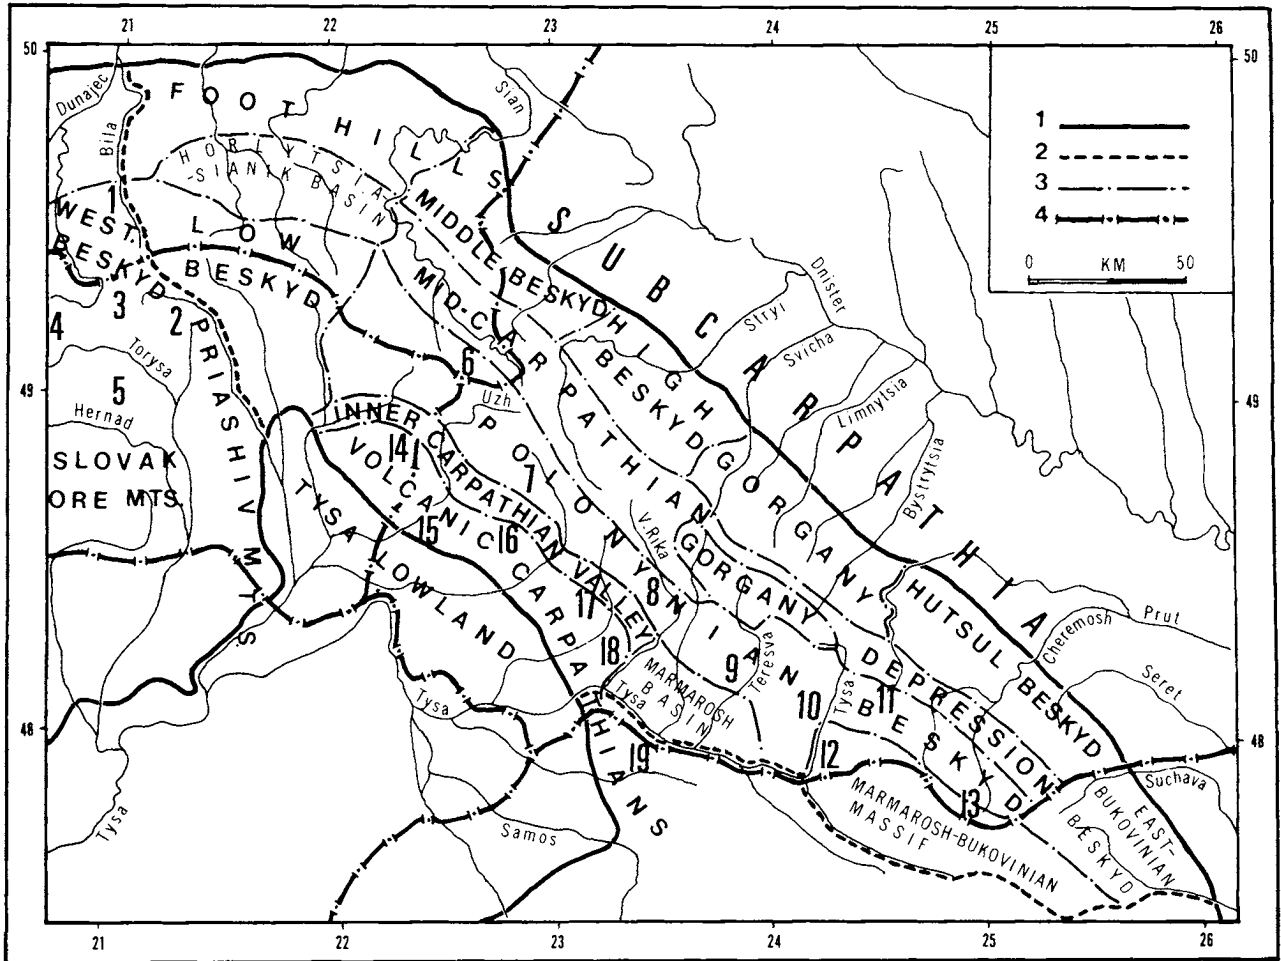 21 22 23 24 25 26
50 50
49 49
48 48
21 22 23 24 25 26
1
2
3
4
0 KM 50
Dunajec
Bila
Sian
FOOTHILLS
HORLYTSIA
-SIANIK BASIN
WEST.
BESKYD
LOW
BESKYD
MIDDLE BESKYD
MID-CARPATHIAN
DEPRESSION
SUBCARPATHIA
HIGH
BESKYD
GORGANY
GORGANY
HUTSUL BESKYD
Dnister
Stryi
Svicha
Limnytsia
Bystrytsia
Prut
Cheremosh
Seret
Suchava
PRIASHIV MTS.
Torysa
Hernad
SLOVAK
ORE MTS.
Uzh
INNER CARPATHIAN VALLEY
VOLCANIC CARPATHIANS
TYSA LOWLAND
POLONYNIAN
BESKYD
V. Rika
Teresva
Tysa
MARMAROSH
BASIN
Tysa
Tysa
Tysa
Samos
MARMAROSH-BUKOVINIAN
MASSIF
BUKOVINIAN
BESKYD
EAST-
BUKOVINIAN
1
2
3
4
5
6
7
8
9
10
11
12
13
14
15
16
17
18
19